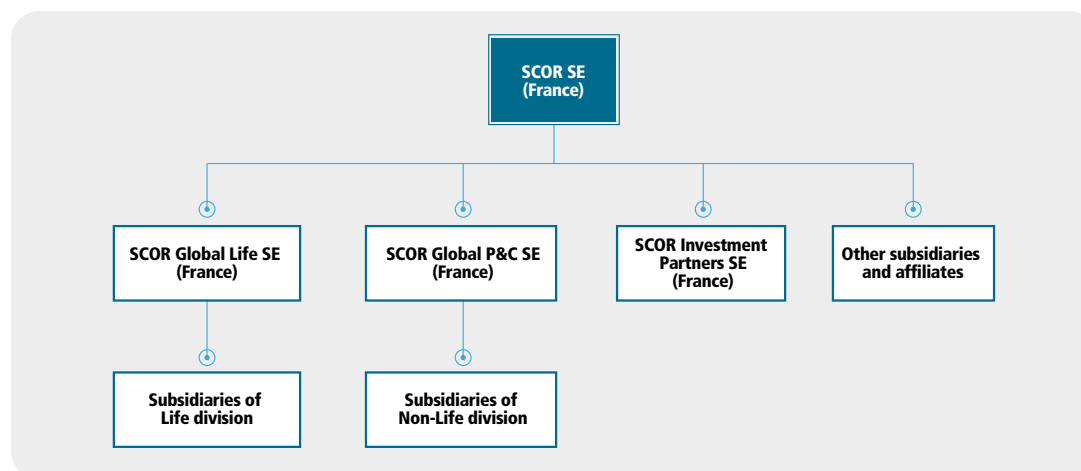 SCOR SE
(France)
SCOR Global Life SE
(France)
SCOR Global P&C SE
(France)
SCOR Investment
Partners SE
(France)
Other subsidiaries
and affiliates
Subsidiaries of
Life division
Subsidiaries of
Non-Life division